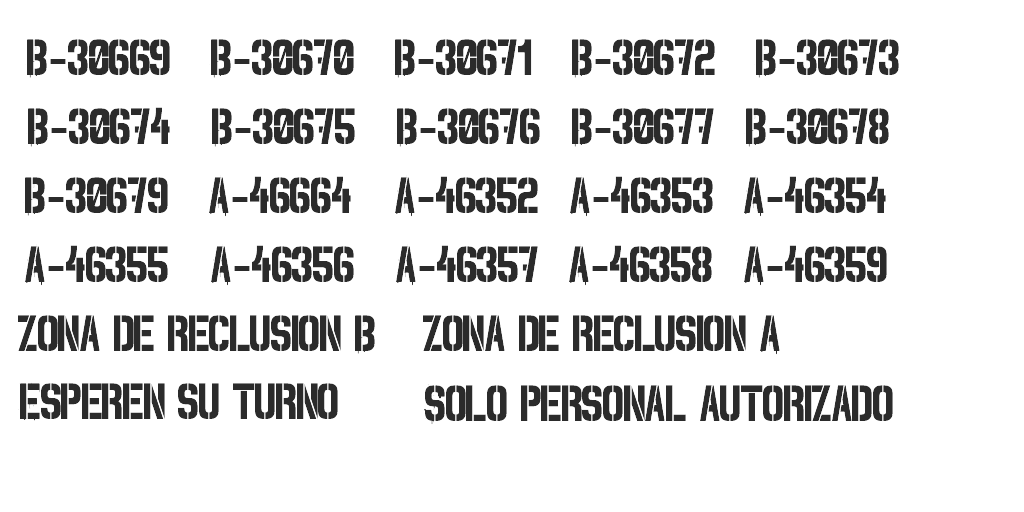 B-30669 B-30670 B-30671 B-30672 B-30673
B-30674 B-30675 B-30676 B-30677 B-30678
B-30679 A-46664 A-46352 A-46353 A-46354
A-46355 A-46356 A-46357 A-46358 A-46359
ZONA DE RECLUSION B ZONA DE RECLUSION A
ESPEREN SU TURNO SOLO PERSONAL AUTORIZADO